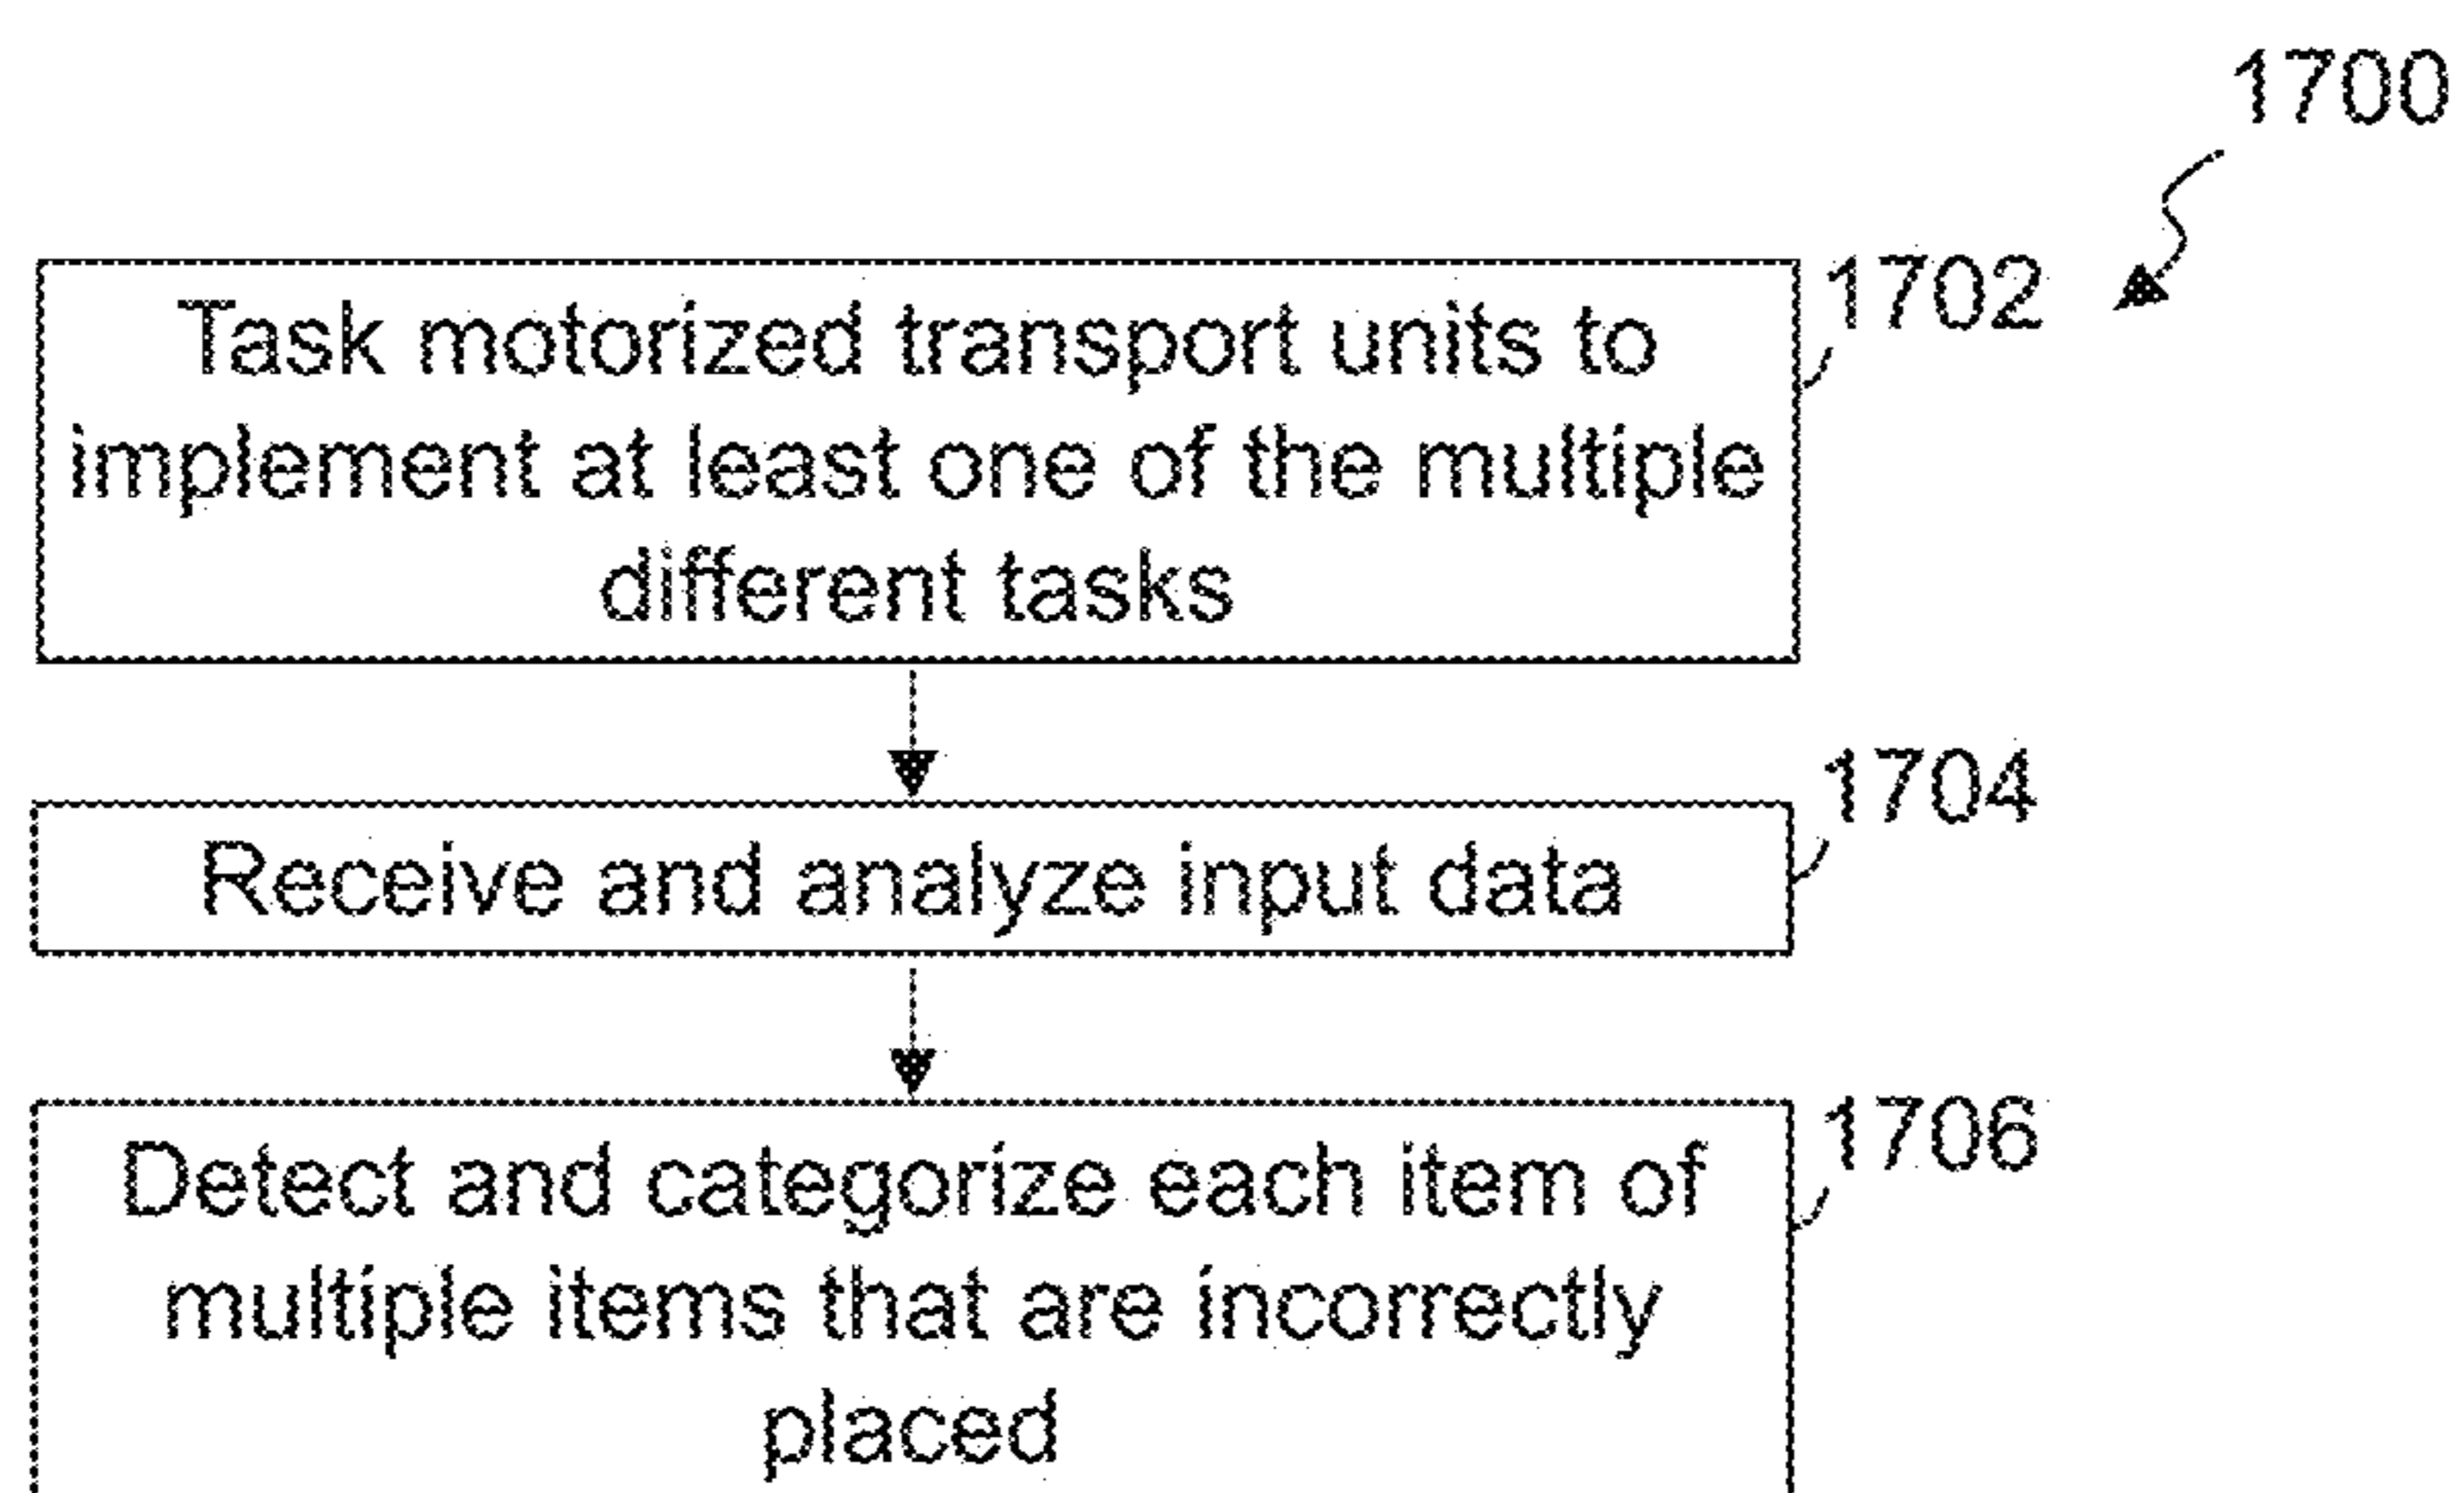 1700
1702
Task motorized transport units to
implement at least one of the multiple
different tasks
1704
Receive and analyze input data
1706
Detect and categorize each item of
multiple items that are incorrectly
placed